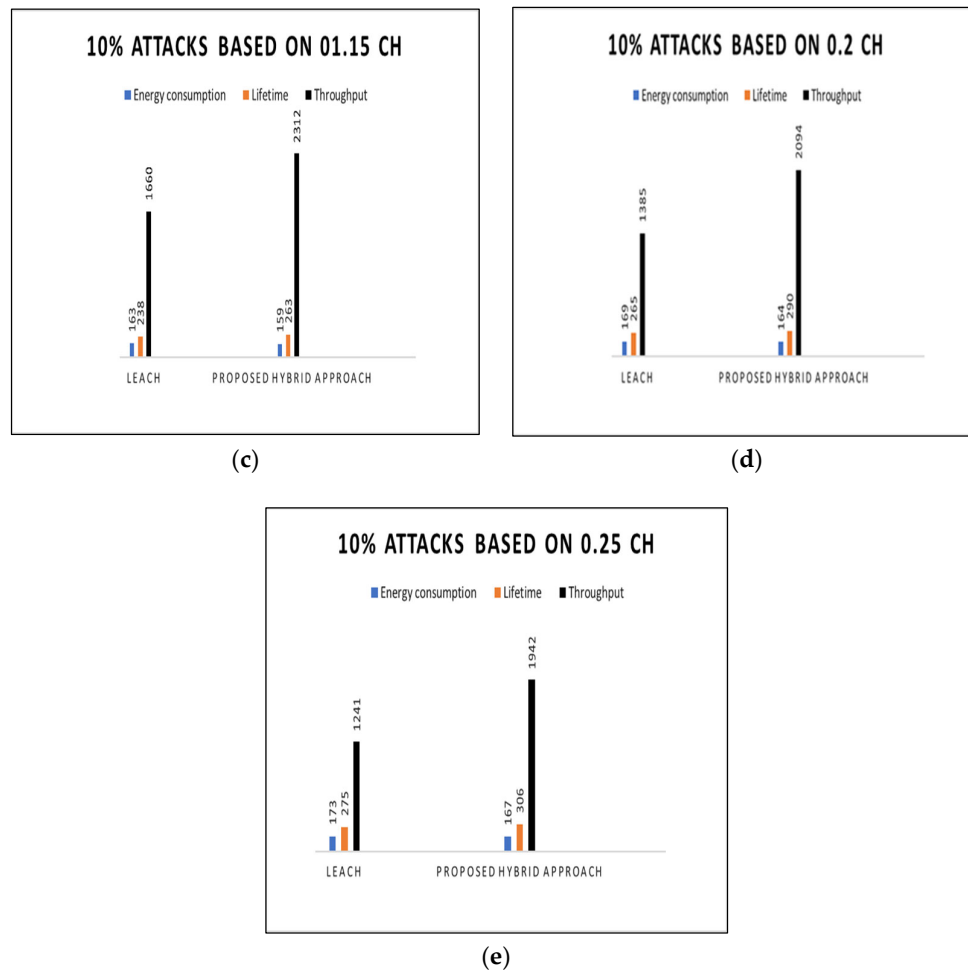 10% ATTACKS BASED ON 01.15 CH
Energy consumption Lifetime Throughput
163
238
1660
159
263
2312
LEACH PROPOSED HYBRID APPROACH
(c)
10% ATTACKS BASED ON 0.2 CH
Energy consumption Lifetime Throughput
169
265
1385
164
290
2094
LEACH PROPOSED HYBRID APPROACH
(d)
10% ATTACKS BASED ON 0.25 CH
Energy consumption Lifetime Throughput
173
275
1241
167
306
1942
LEACH PROPOSED HYBRID APPROACH
(e)